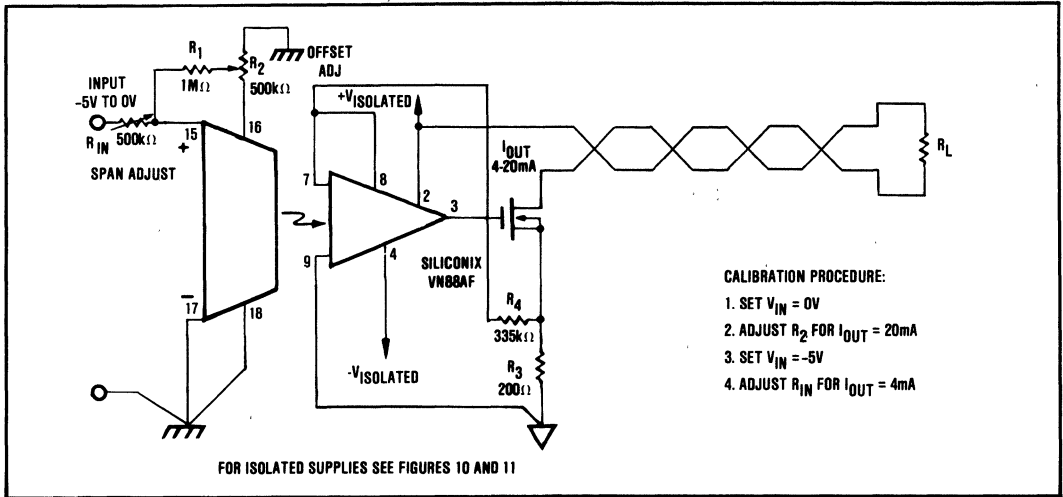 R1
1MΩ
R2
500kΩ
OFFSET
ADJ
INPUT
-5V TO 0V
RIN
500kΩ
15
+
16
SPAN ADJUST
–
17
18
+VISOLATED
7
8
2
3
9
4
IOUT
4-20mA
SILICONIX
VN88AF
R4
335kΩ
R3
200Ω
-VISOLATED
RL
CALIBRATION PROCEDURE:
1. SET VIN = 0V
2. ADJUST R2 FOR IOUT = 20mA
3. SET VIN = -5V
4. ADJUST RIN FOR IOUT = 4mA
FOR ISOLATED SUPPLIES SEE FIGURES 10 AND 11